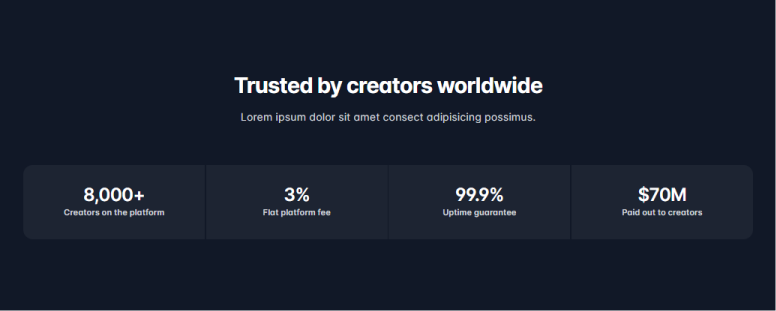 Trusted by creators worldwide
Lorem ipsum dolor sit amet consect adipisicing possimus.
8,000+
Creators on the platform
3%
Flat platform fee
99.9%
Uptime guarantee
$70M
Paid out to creators